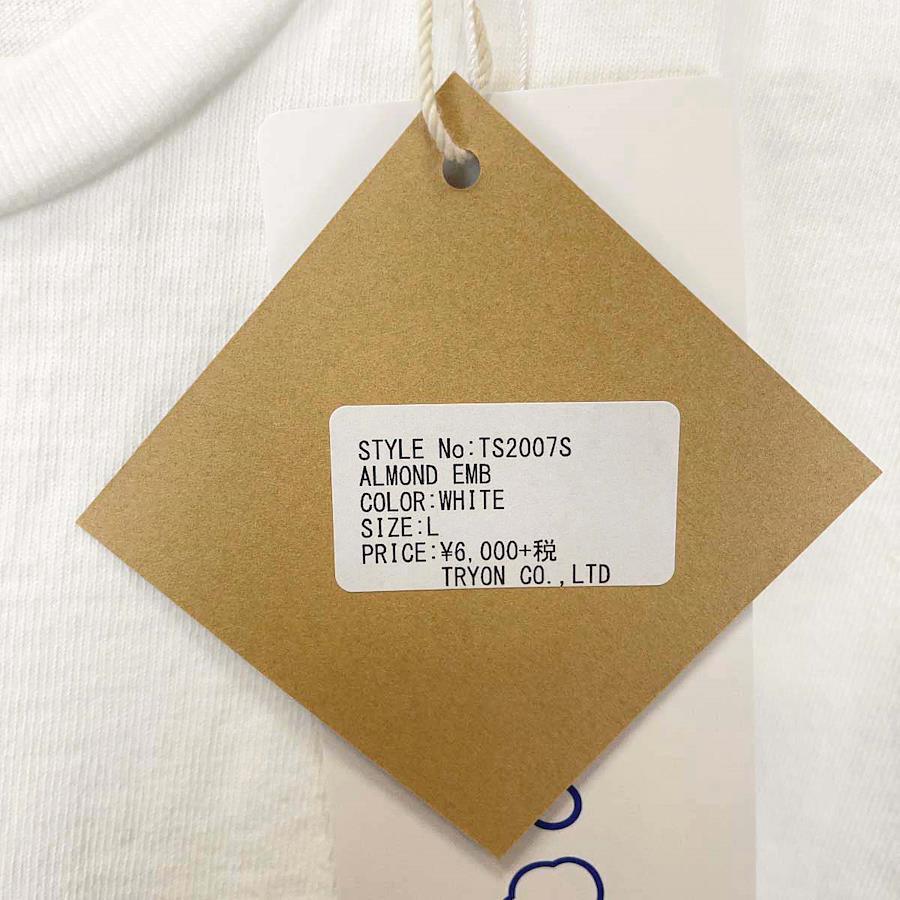 STYLE No:TS2007S
ALMOND EMB
COLOR:WHITE
SIZE:L
PRICE:¥6,000+税
TRYON CO.,LTD